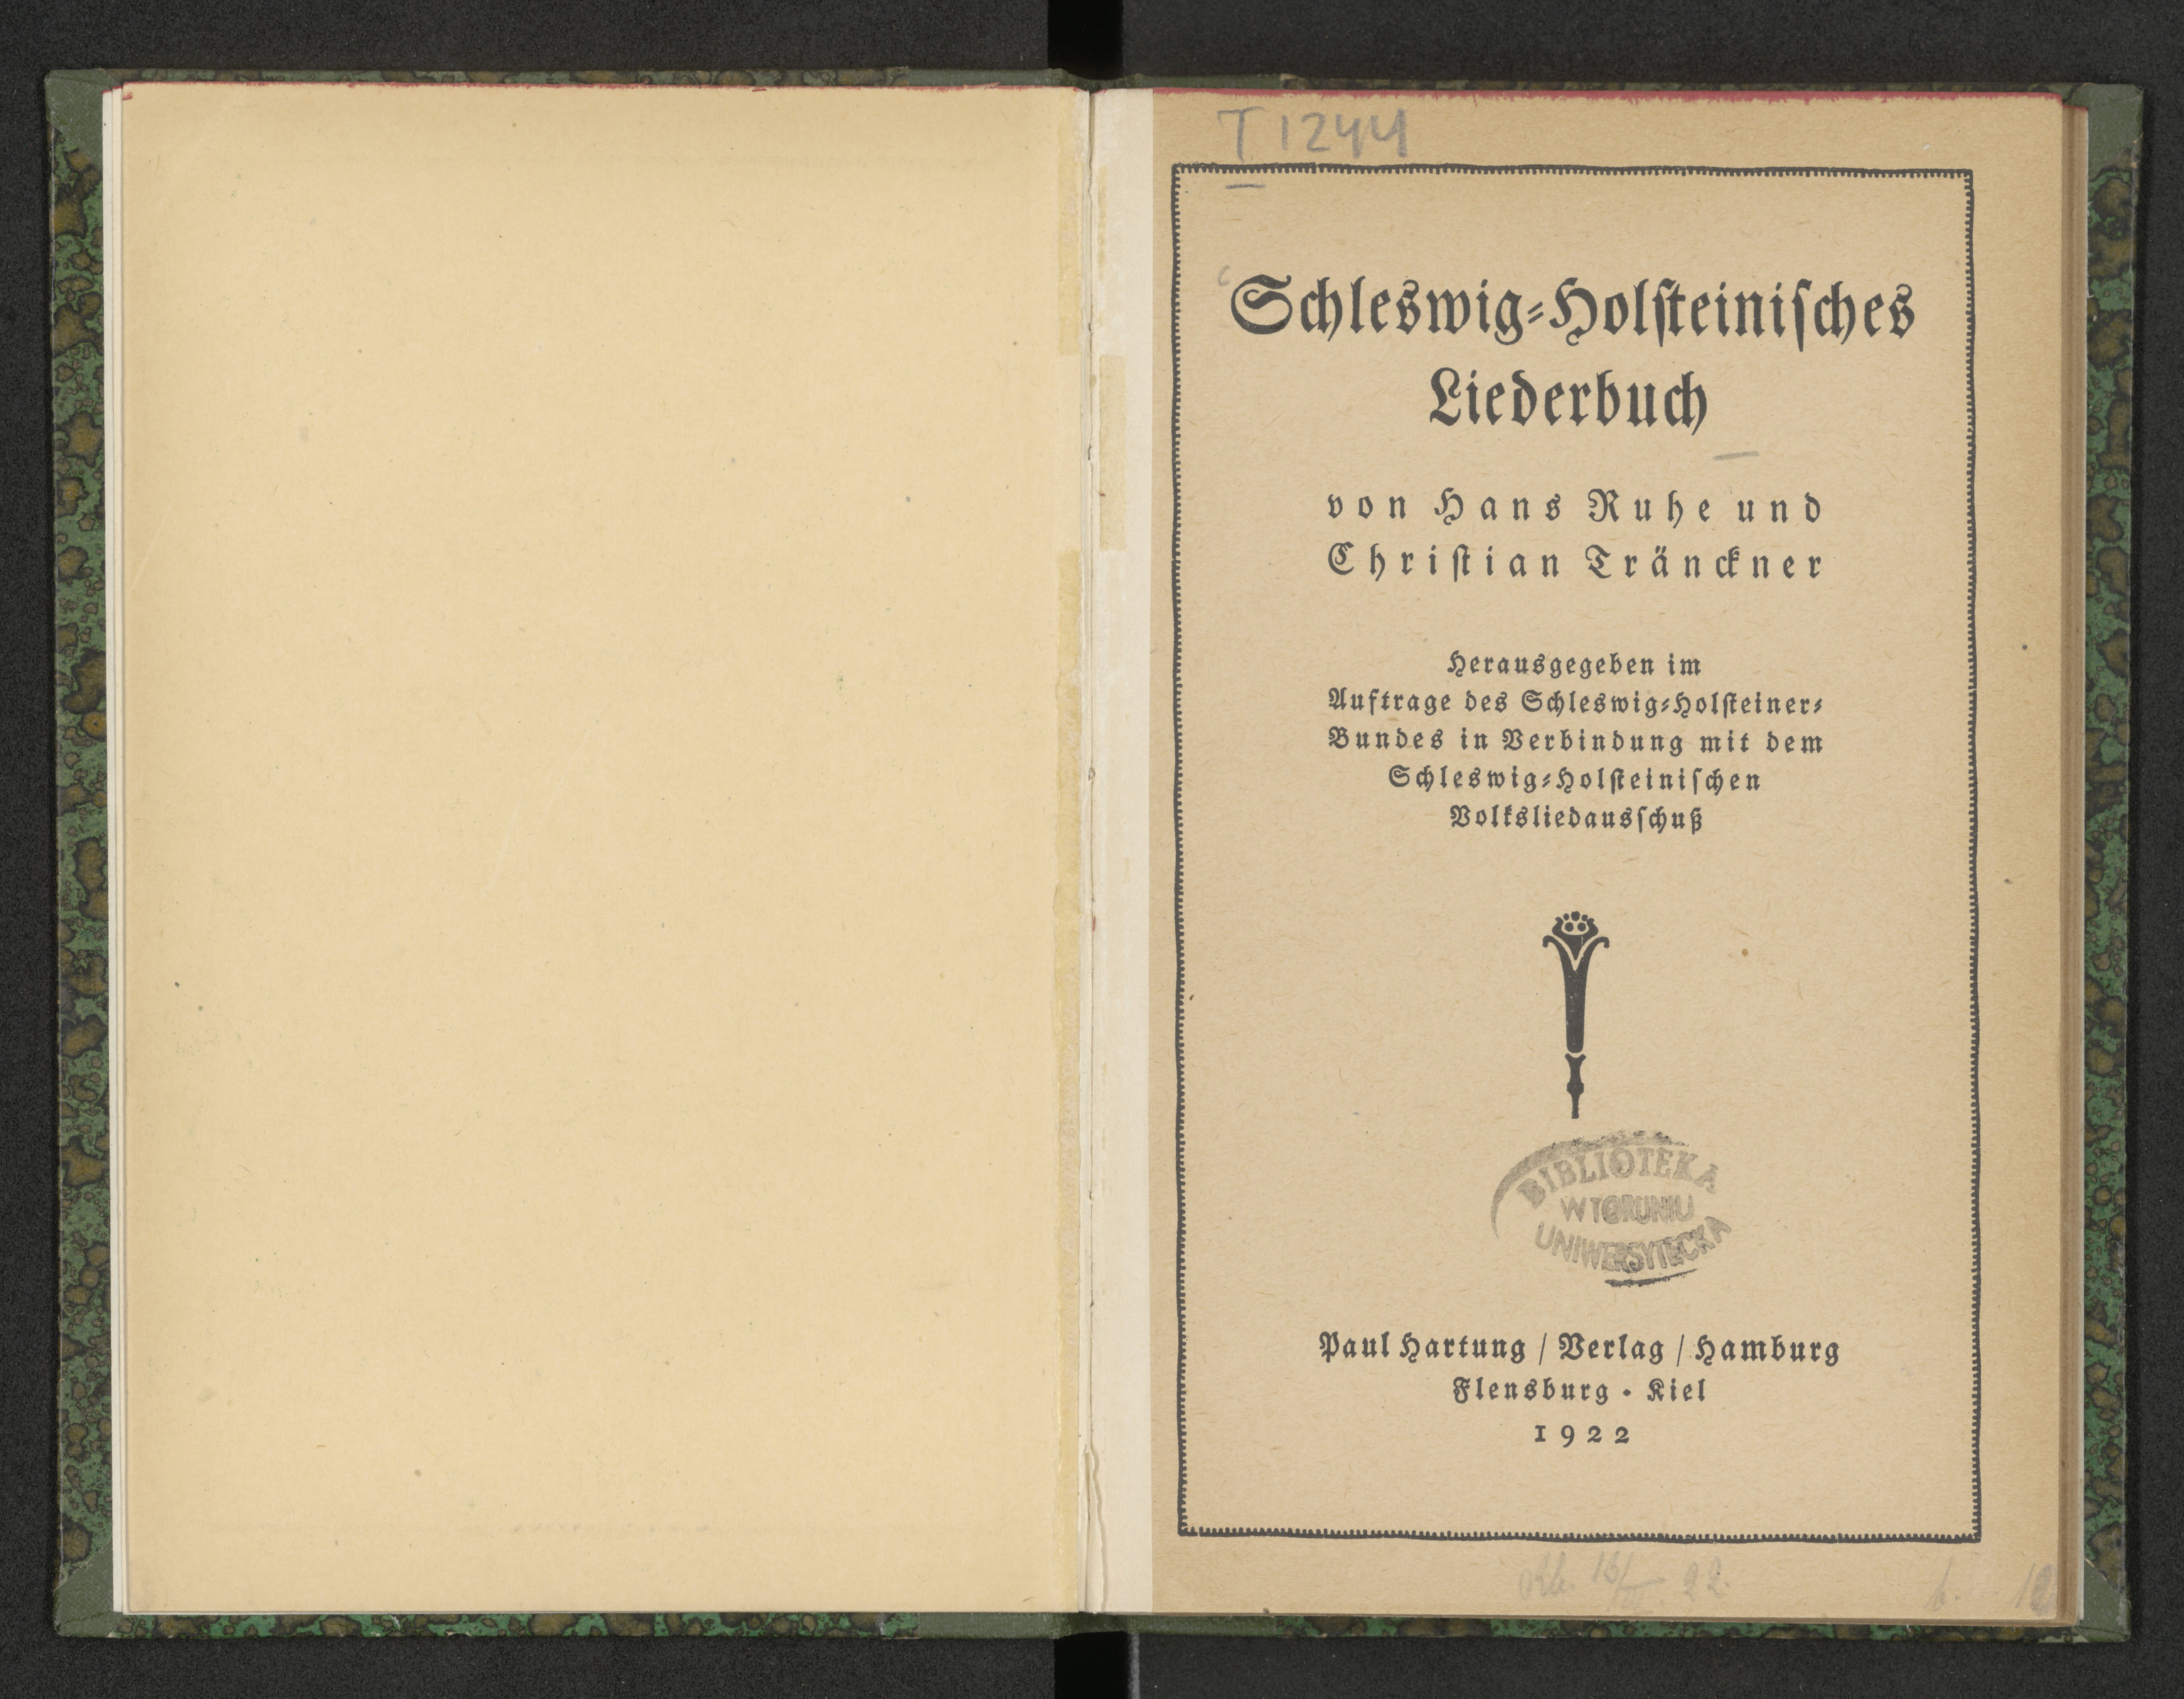 T 1244
Schleswig-Holsteinisches
Liederbuch
von Hans Ruhe und
Christian Tränckner
Herausgegeben im
Auftrage des Schleswig-Holsteiner-
Bundes in Verbindung mit dem
Schleswig-Holsteinischen
Volksliedausschuß
BIBLIOTEKA
W TORUNIU
UNIWERSYTECKA
Paul Hartung / Verlag / Hamburg
Flensburg • Kiel
1922